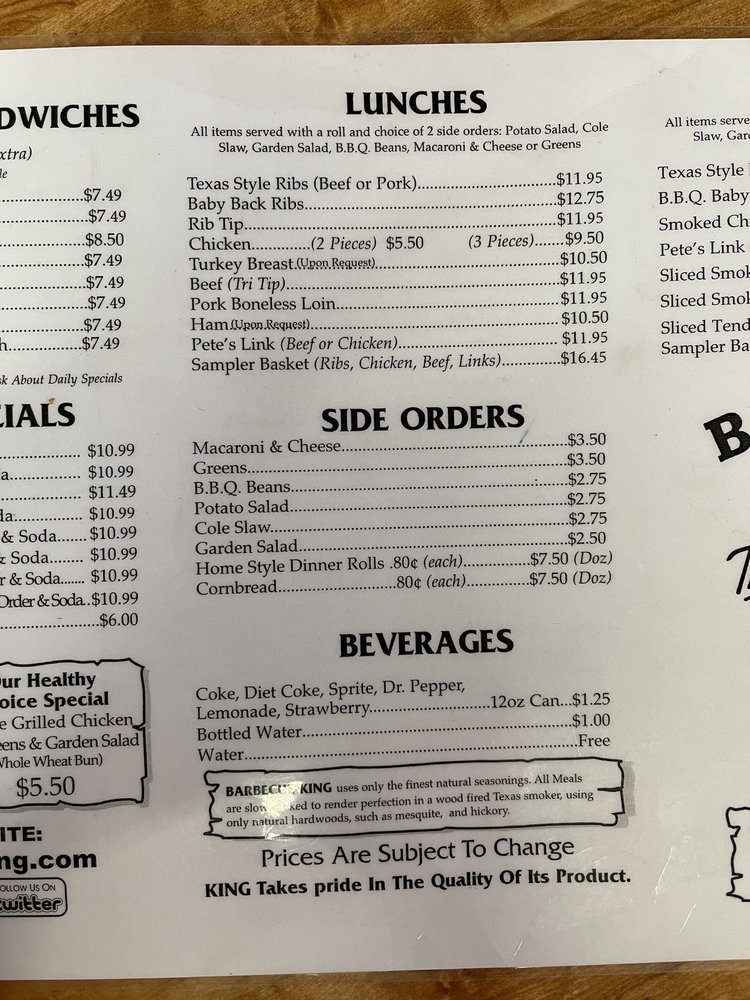 DWICHES
xtra)
le
$7.49
$7.49
$8.50
$7.49
$7.49
$7.49
$7.49
h...$7.49
sk About Daily Specials
CIALS
$10.99
a......$10.99
$11.49
da......$10.99
& Soda......$10.99
& Soda......$10.99
r & Soda......$10.99
Order & Soda..$10.99
$6.00
ur Healthy
oice Special
e Grilled Chicken
eens & Garden Salad
Whole Wheat Bun)
$5.50
ITE:
ng.com
OLLOW US ON
twitter
LUNCHES
All items served with a roll and choice of 2 side orders: Potato Salad, Cole
Slaw, Garden Salad, B.B.Q. Beans, Macaroni & Cheese or Greens
Texas Style Ribs (Beef or Pork)......$11.95
Baby Back Ribs......$12.75
Rib Tip......$11.95
Chicken......(2 Pieces) $5.50 (3 Pieces)......$9.50
Turkey Breast (Upon Request)......$10.50
Beef (Tri Tip)......$11.95
Pork Boneless Loin......$11.95
Ham (Upon Request)......$10.50
Pete's Link (Beef or Chicken)......$11.95
Sampler Basket (Ribs, Chicken, Beef, Links)......$16.45
SIDE ORDERS
Macaroni & Cheese......$3.50
Greens......$3.50
B.B.Q. Beans......$2.75
Potato Salad......$2.75
Cole Slaw......$2.75
Garden Salad......$2.50
Home Style Dinner Rolls .80¢ (each)......$7.50 (Doz)
Cornbread......80¢ (each)......$7.50 (Doz)
BEVERAGES
Coke, Diet Coke, Sprite, Dr. Pepper,
Lemonade, Strawberry......12oz Can...$1.25
Bottled Water......$1.00
Water......Free
KING uses only the finest natural seasonings. All Meals
are to render perfection in a wood fired Texas smoker, using
only natural hardwoods, such as mesquite, and hickory.
Prices Are Subject To Change
KING Takes pride In The Quality Of Its Product.
All items serve
Slaw, Gard
Texas Style
B.B.Q. Baby
Smoked Ch
Pete's Link
Sliced Smok
Sliced Smok
Sliced Tend
Sampler Ba
B